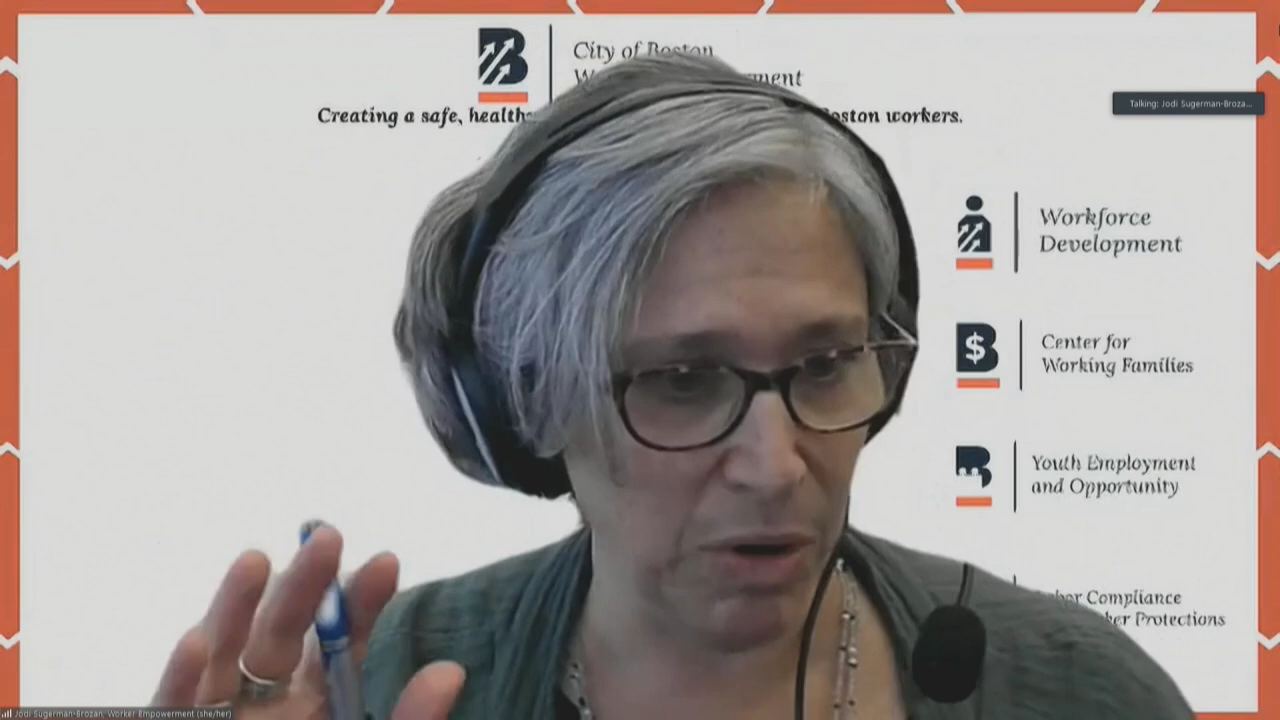 City of Boston
Creating a safe, health
Boston workers.
Talking: Jodi Sugerman-Broza...
Workforce
Development
$
Center for
Working Families
Youth Employment
and Opportunity
Compliance
Protections
Jodi Sugerman-Brozan, Worker Empowerment (she/her)